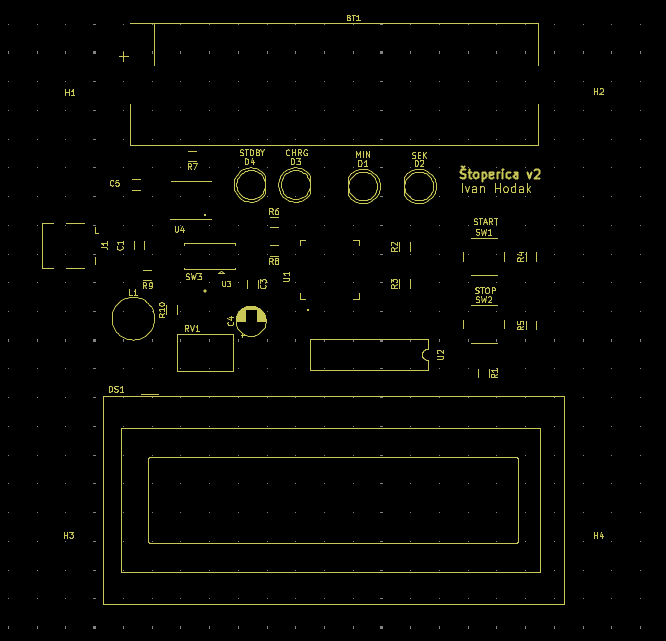 BT1
H1
H2
STDBY
D4
CHRG
D3
MIN
D1
SEK
D2
R7
C5
Štoperica v2
Ivan Hodak
R6
U4
START
SW1
J1
C1
R8
R2
R4
SW3
U3
C3
U1
R3
R9
L1
R10
STOP
SW2
C4
RV1
R5
U2
R1
DS1
H3
H4